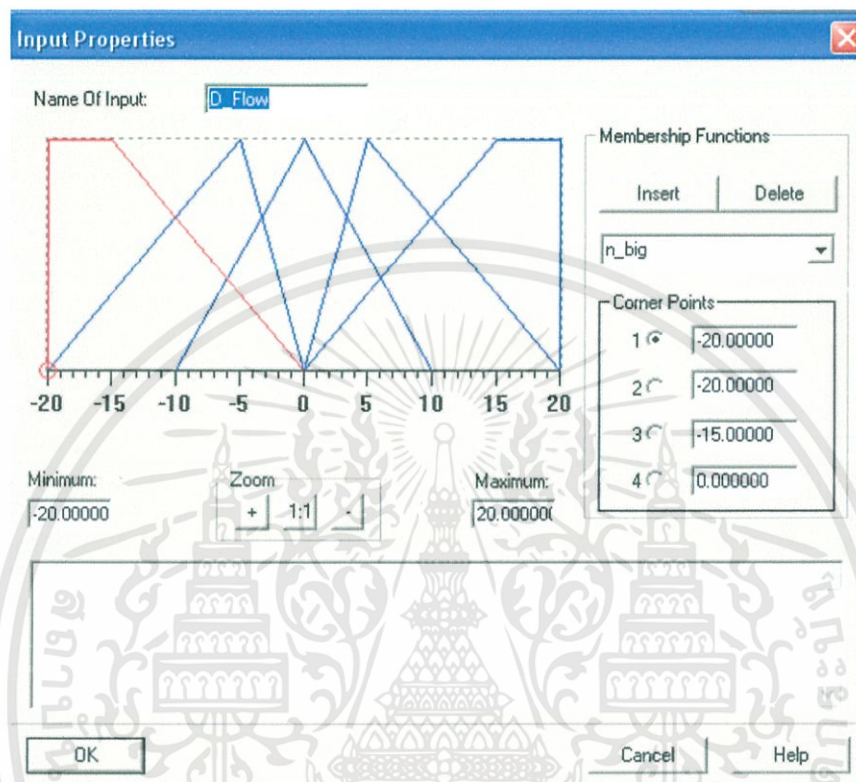 Input Properties
Name Of Input: D_Flow
-20 -15 -10 -5 0 5 10 15 20
Minimum:
-20.00000
Zoom
+ 1:1 -
Maximum:
20.000000
Membership Functions
Insert Delete
n_big
Corner Points
1 -20.00000
2 -20.00000
3 -15.00000
4 0.000000
OK Cancel Help